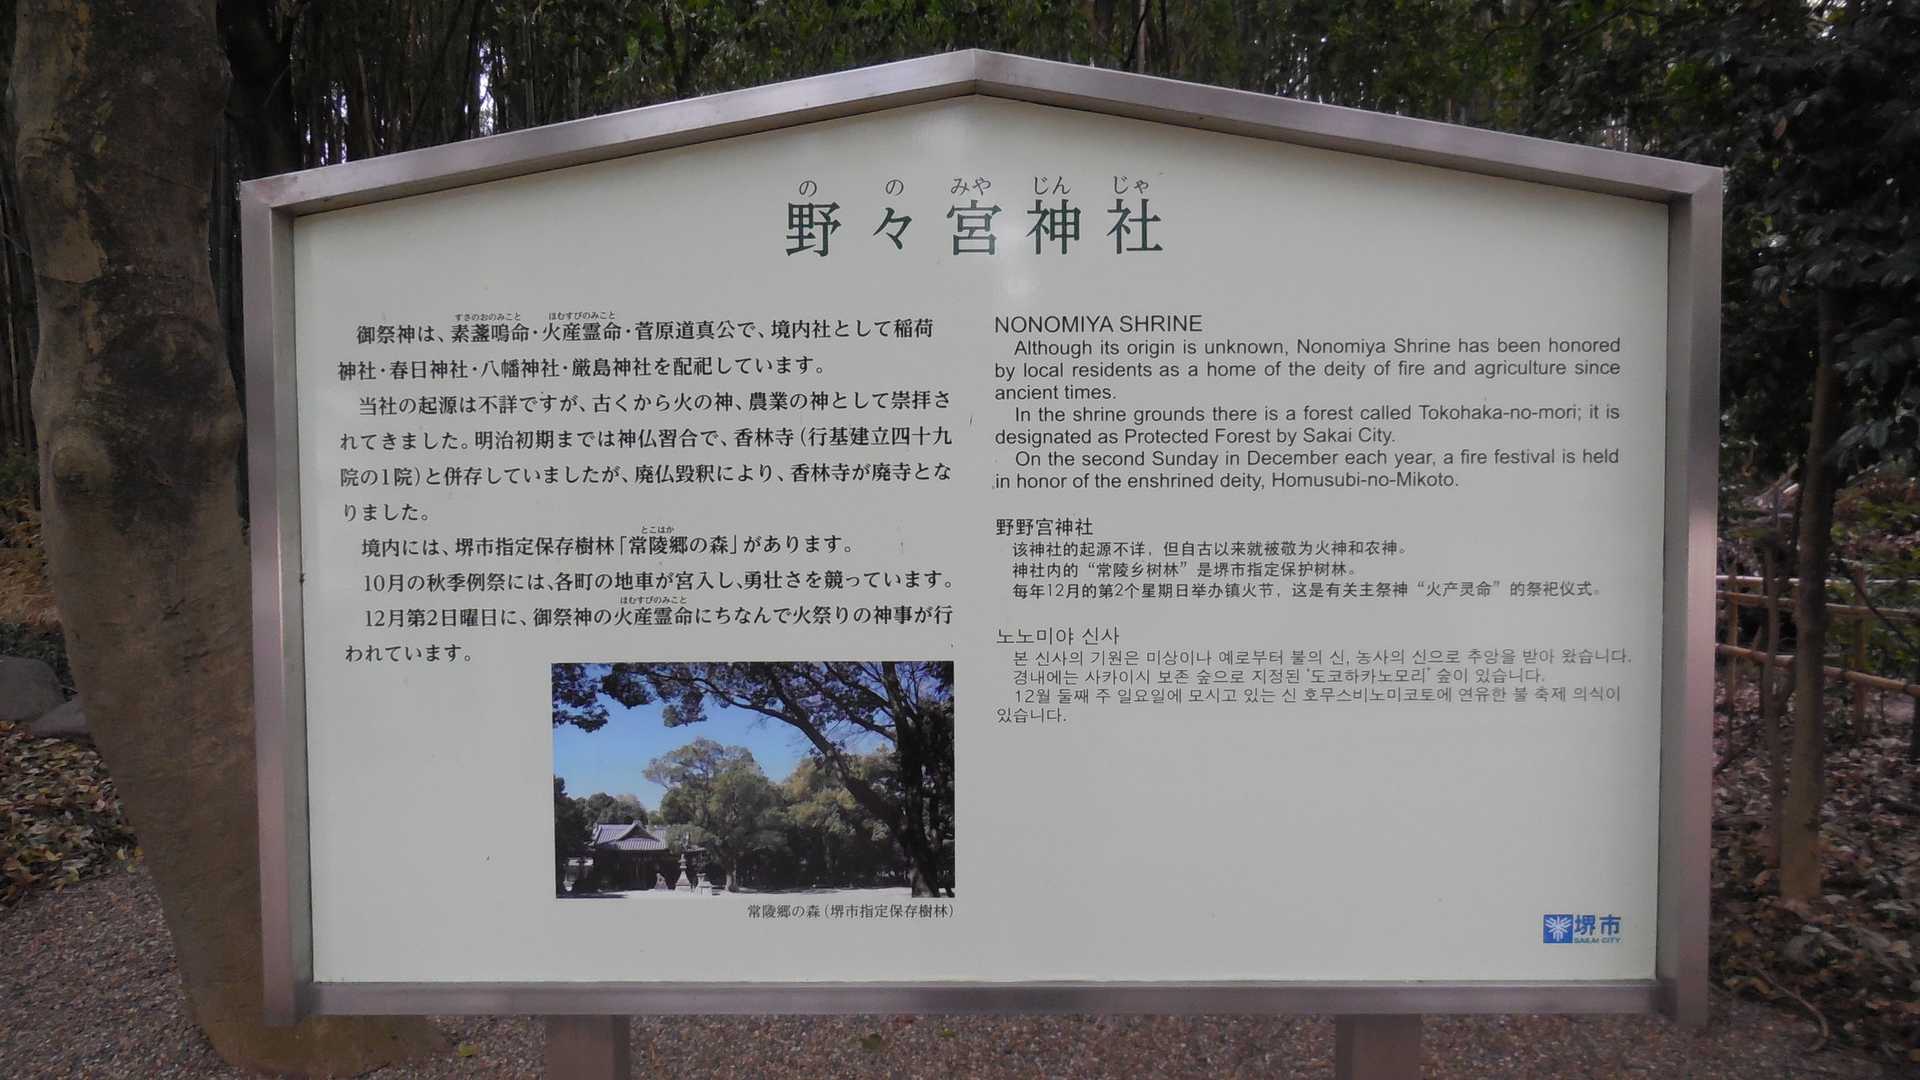 のの みや じん じゃ
野々宮神社
すさのおのみこと ほむすびのみこと
御祭神は、素盞嗚命・火産霊命・菅原道真公で、境内社として稲荷
神社・春日神社・八幡神社・厳島神社を配祀しています。
当社の起源は不詳ですが、古くから火の神、農業の神として崇拝さ
れてきました。明治初期までは神仏習合で、香林寺(行基建立四十九
院の1院)と併存していましたが、廃仏毀釈により、香林寺が廃寺とな
りました。
とこはか
境内には、堺市指定保存樹林「常陵郷の森」があります。
10月の秋季例祭には、各町の地車が宮入し、勇壮さを競っています。
ほむすびのみこと
12月第2日曜日に、御祭神の火産霊命にちなんで火祭りの神事が行
われています。
常陵郷の森(堺市指定保存樹林)
NONOMIYA SHRINE
Although its origin is unknown, Nonomiya Shrine has been honored
by local residents as a home of the deity of fire and agriculture since
ancient times.
In the shrine grounds there is a forest called Tokohaka-no-mori; it is
designated as Protected Forest by Sakai City.
On the second Sunday in December each year, a fire festival is held
in honor of the enshrined deity, Homusubi-no-Mikoto.
野野宮神社
该神社的起源不详，但自古以来就被敬为火神和农神。
神社内的“常陵乡树林”是堺市指定保护树林。
每年12月的第2个星期日举办镇火节，这是有关主祭神“火产灵命”的祭祀仪式。
노노미야 신사
본 신사의 기원은 미상이나 예로부터 불의 신, 농사의 신으로 추앙을 받아 왔습니다.
경내에는 사카이시 보존 숲으로 지정된 '도코하카노모리' 숲이 있습니다.
12월 둘째 주 일요일에 모시고 있는 신 호무스비노미코토에 연유한 불 축제 의식이
있습니다.
堺市
SAKAI CITY